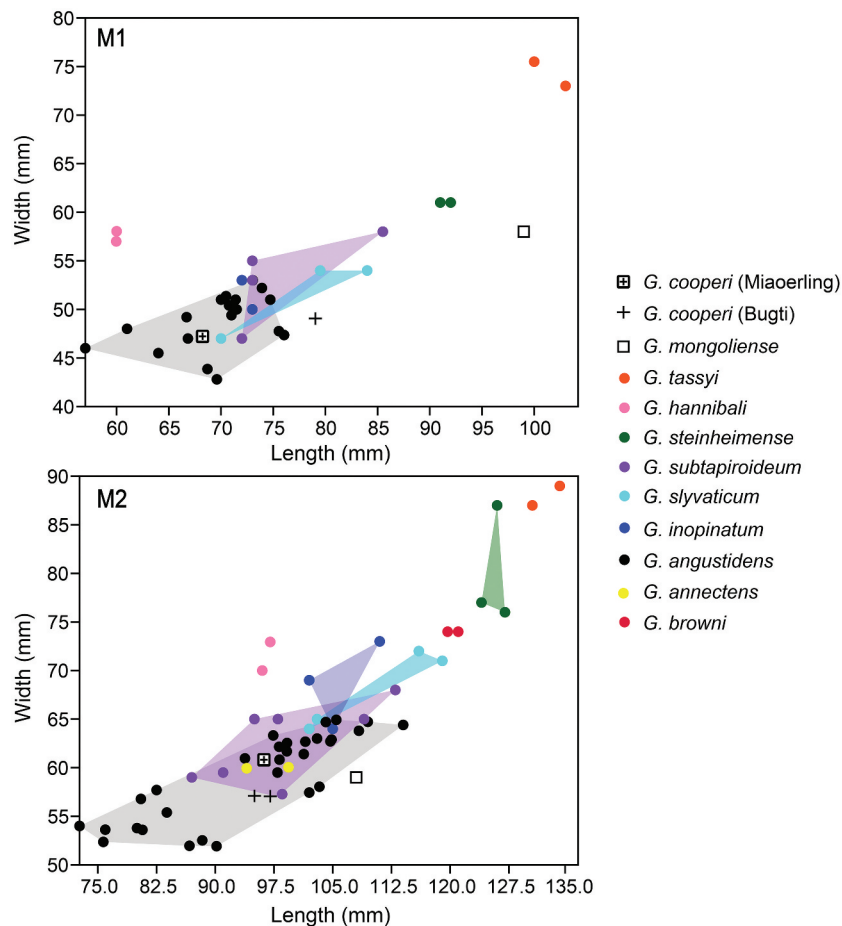 M1
80
75
70
65
60
55
50
45
40
Width (mm)
60 65 70 75 80 85 90 95 100
Length (mm)
M2
90
85
80
75
70
65
60
55
50
Width (mm)
75.0 82.5 90.0 97.5 105.0 112.5 120.0 127.5 135.0
Length (mm)
G. cooperi (Miaoerling)
G. cooperi (Bugti)
G. mongoliense
G. tassyi
G. hannibali
G. steinheimense
G. subtapiroideum
G. slyvaticum
G. inopinatum
G. angustidens
G. annectens
G. browni